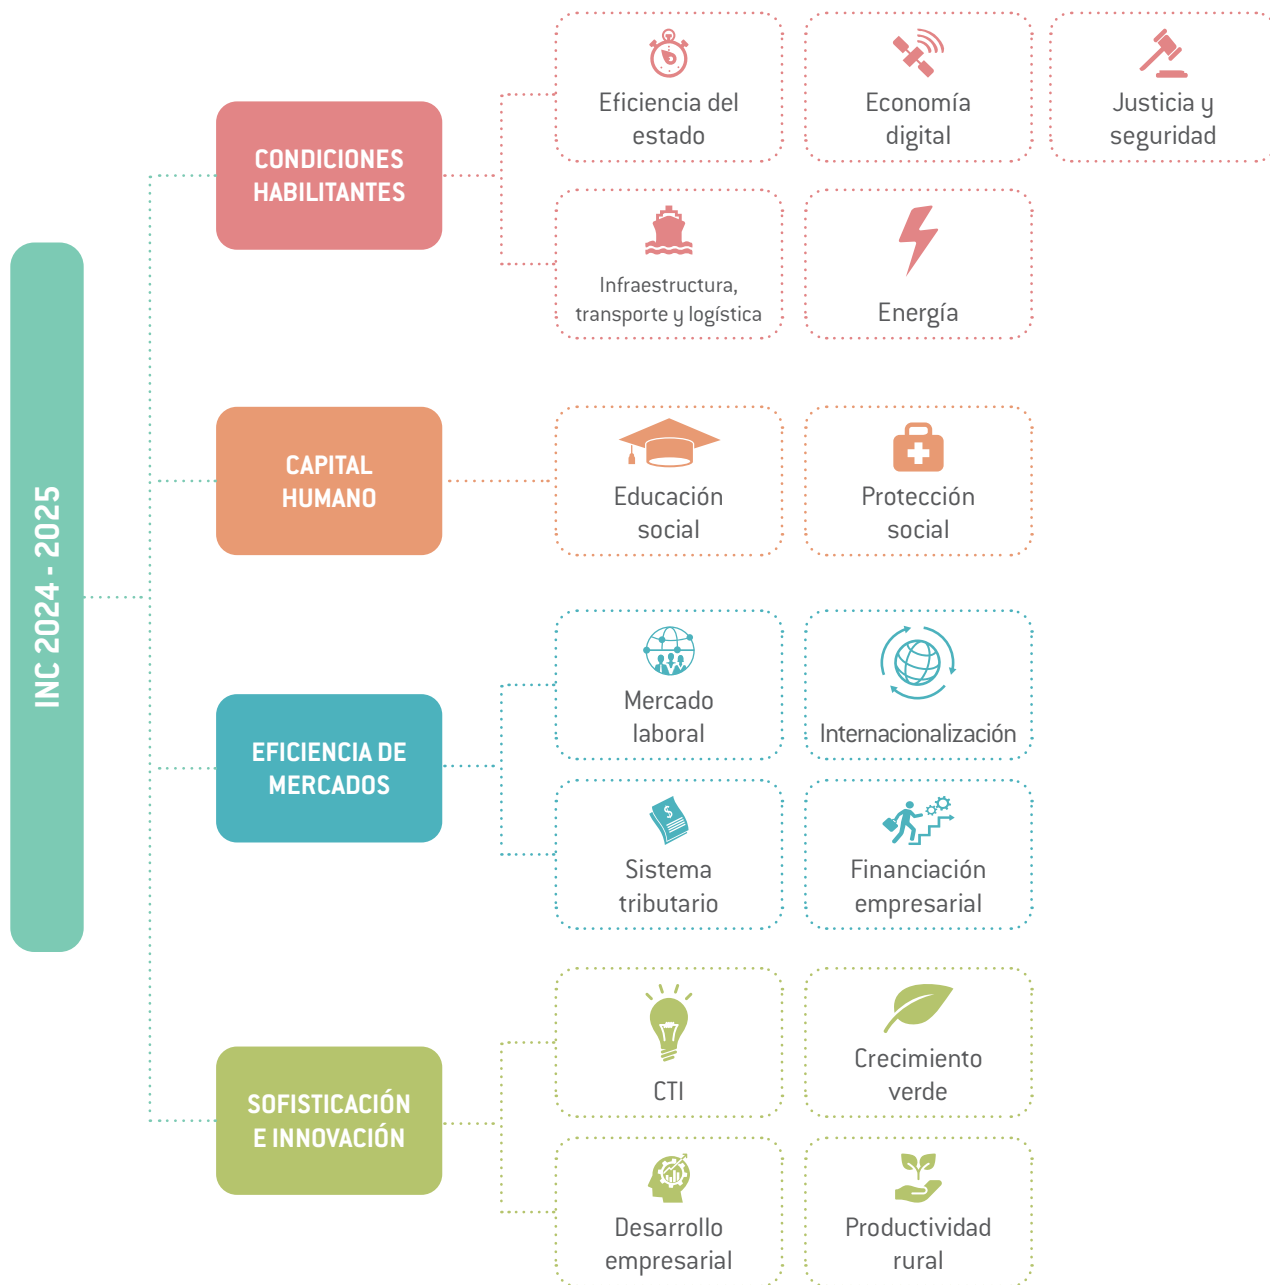 INC 2024 - 2025
CONDICIONES
HABILITANTES
Eficiencia del
estado
Economía
digital
Justicia y
seguridad
Infraestructura,
transporte y logística
Energía
CAPITAL
HUMANO
Educación
social
Protección
social
EFICIENCIA DE
MERCADOS
Mercado
laboral
Internacionalización
$
Sistema
tributario
Financiación
empresarial
SOFISTICACIÓN
E INNOVACIÓN
CTI
Crecimiento
verde
Desarrollo
empresarial
Productividad
rural